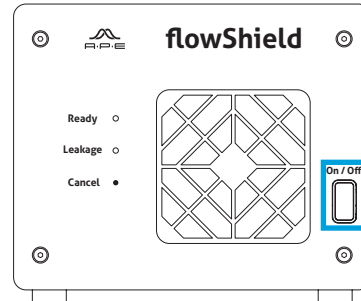 flowShield
A·P·E
Ready
Leakage
Cancel
On / Off